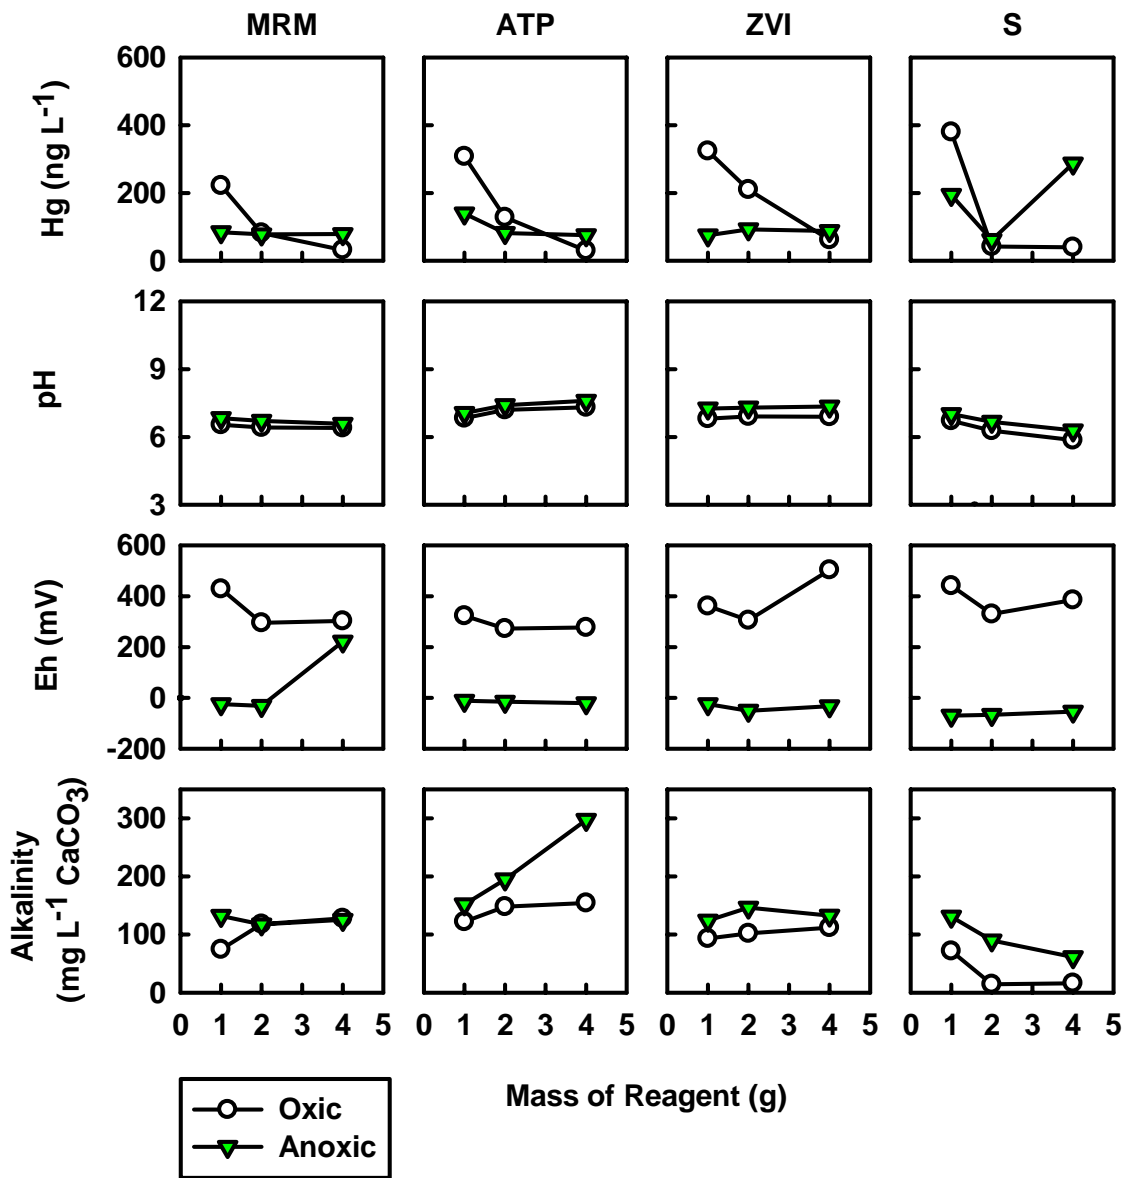 MRM ATP ZVI S
Hg (ng L-1)
600
400
200
0
pH
12
9
6
3
Eh (mV)
600
400
200
0
-200
Alkalinity
(mg L-1 CaCO3)
300
200
100
0
0 1 2 3 4 5 0 1 2 3 4 5 0 1 2 3 4 5 0 1 2 3 4 5
Mass of Reagent (g)
Oxic
Anoxic